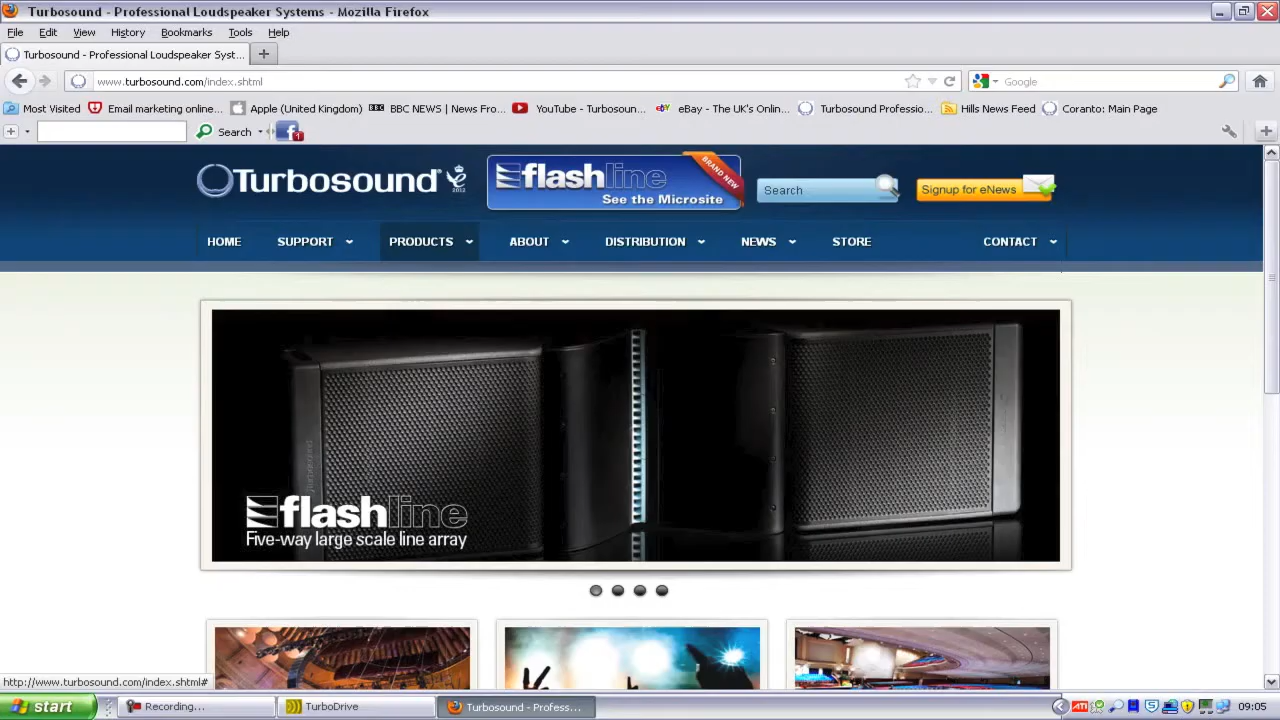 Turbosound - Professional Loudspeaker Systems - Mozilla Firefox
File Edit View History Bookmarks Tools Help
Turbosound - Professional Loudspeaker Syst...
www.turbosound.com/index.shtml
Google
Most Visited Email marketing online... Apple (United Kingdom) BBC NEWS | News Fro... YouTube - Turbosoun... eBay - The UK's Onlin... Turbosound Professio... Hills News Feed Coranto: Main Page
Search 1
Turbosound® 2012
flashline
See the Microsite
BRAND NEW
Search
Signup for eNews
HOME SUPPORT PRODUCTS ABOUT DISTRIBUTION NEWS STORE CONTACT
flashline
Five-way large scale line array
http://www.turbosound.com/index.shtml#
start Recording... TurboDrive Turbosound - Profess... ATI 09:05